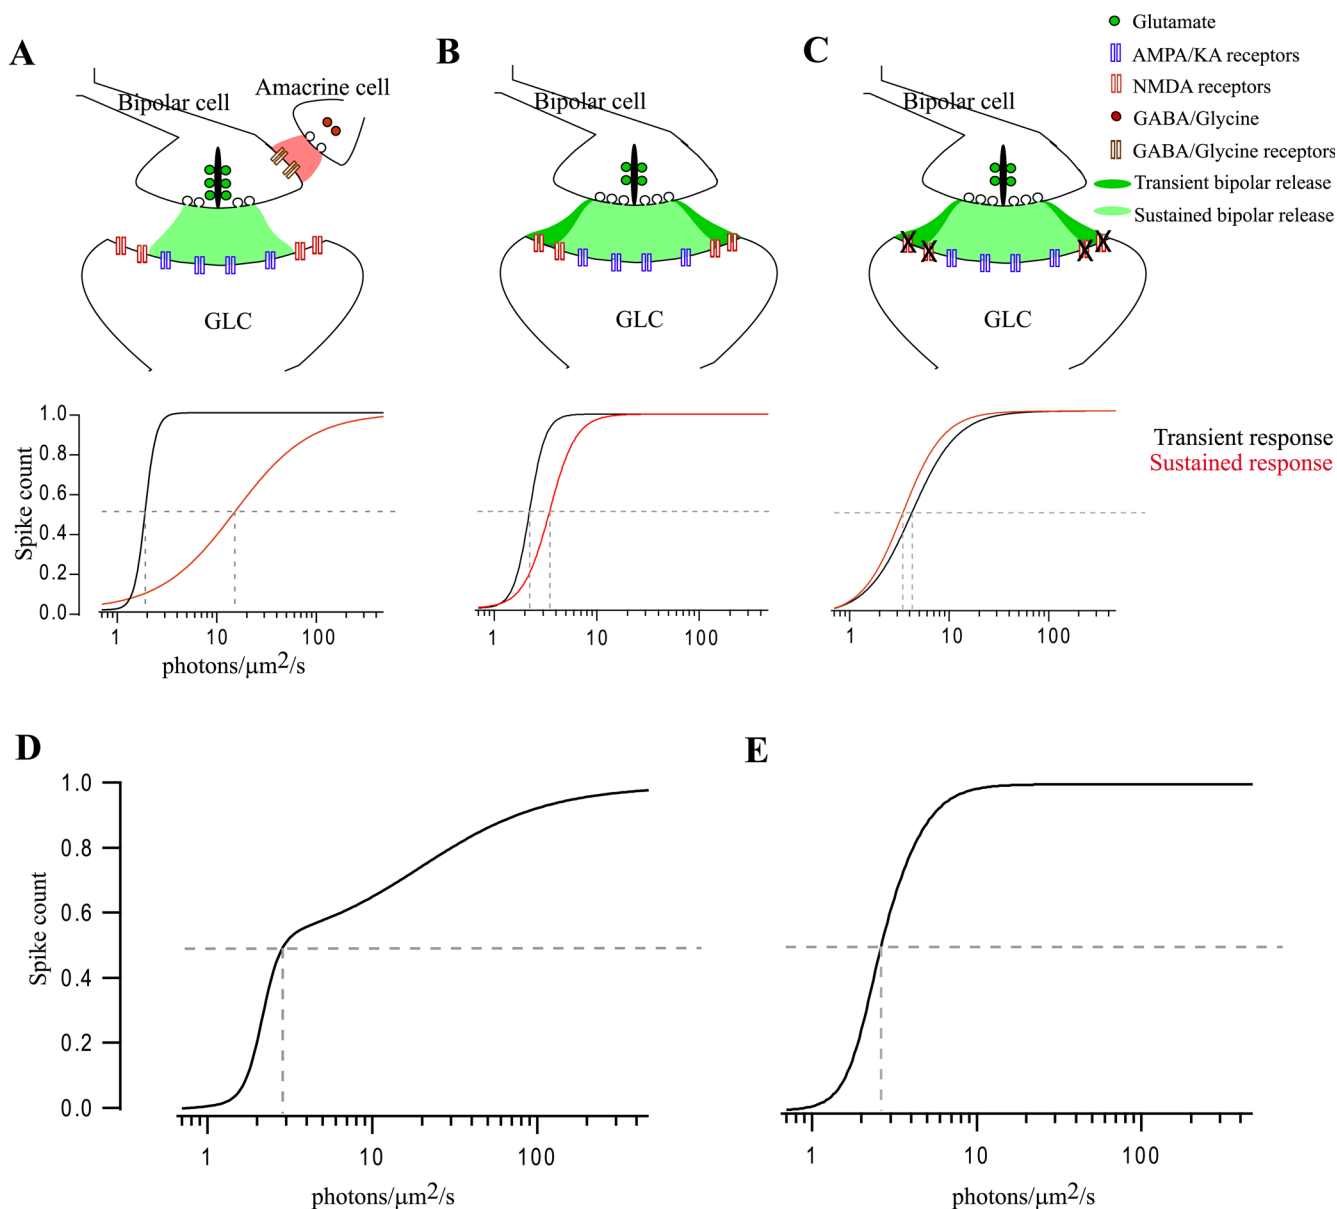 A
B
C
Glutamate
AMPA/KA receptors
NMDA receptors
GABA/Glycine
GABA/Glycine receptors
Transient bipolar release
Sustained bipolar release
Bipolar cell
Amacrine cell
GLC
Bipolar cell
GLC
Bipolar cell
GLC
Spike count
1.0
0.8
0.6
0.4
0.2
0.0
1 10 100
photons/μm2/s
1 10 100
1 10 100
Transient response
Sustained response
D
Spike count
1.0
0.8
0.6
0.4
0.2
0.0
1 10 100
photons/μm2/s
E
1 10 100
photons/μm2/s